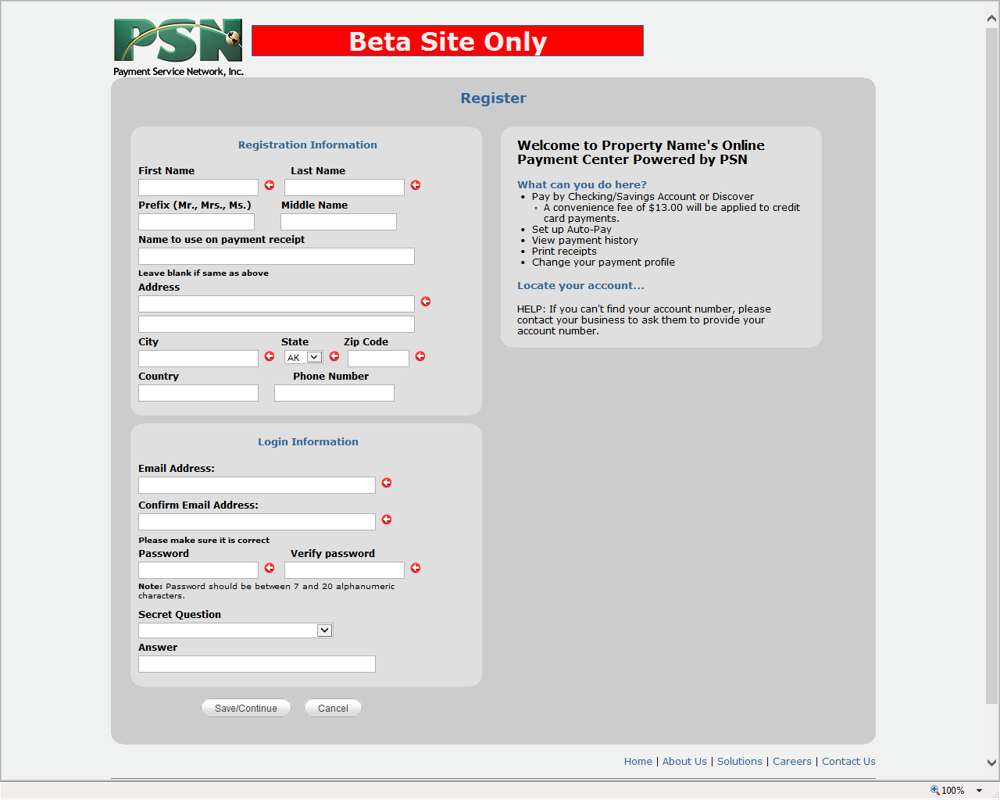 PSN
Payment Service Network, Inc.
Beta Site Only
Register
Registration Information
First Name Last Name
Prefix (Mr., Mrs., Ms.) Middle Name
Name to use on payment receipt
Leave blank if same as above
Address
City State Zip Code
AK
Country Phone Number
Login Information
Email Address:
Confirm Email Address:
Please make sure it is correct
Password Verify password
Note: Password should be between 7 and 20 alphanumeric
characters.
Secret Question
Answer
Save/Continue Cancel
Welcome to Property Name's Online
Payment Center Powered by PSN
What can you do here?
• Pay by Checking/Savings Account or Discover
◦ A convenience fee of $13.00 will be applied to credit
card payments.
• Set up Auto-Pay
• View payment history
• Print receipts
• Change your payment profile
Locate your account...
HELP: If you can't find your account number, please
contact your business to ask them to provide your
account number.
Home | About Us | Solutions | Careers | Contact Us
100%